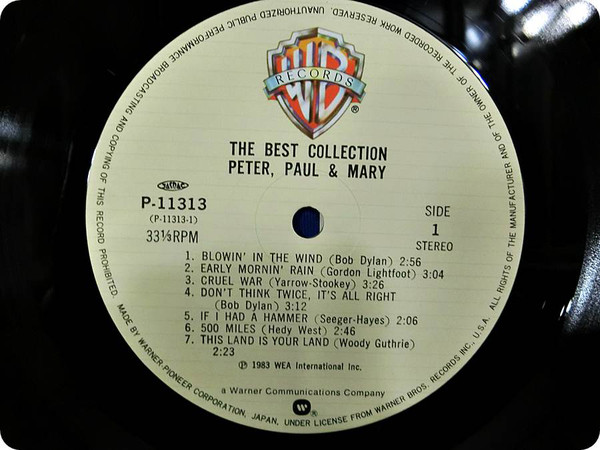 WB
RECORDS
®
THE BEST COLLECTION
PETER, PAUL & MARY
JASRAC
P-11313
(P-11313-1)
33⅓RPM
SIDE
1
STEREO
1. BLOWIN' IN THE WIND (Bob Dylan) 2:56
2. EARLY MORNIN' RAIN (Gordon Lightfoot) 3:04
3. CRUEL WAR (Yarrow-Stookey) 3:26
4. DON'T THINK TWICE, IT'S ALL RIGHT
(Bob Dylan) 3:12
5. IF I HAD A HAMMER (Seeger-Hayes) 2:06
6. 500 MILES (Hedy West) 2:46
7. THIS LAND IS YOUR LAND (Woody Guthrie)
2:23
℗ 1983 WEA International Inc.
a Warner Communications Company
W®
MADE BY WARNER-PIONEER CORPORATION, JAPAN, UNDER LICENSE FROM WARNER BROS. RECORDS INC., U.S.A. ALL RIGHTS OF THE MANUFACTURER AND OF THE OWNER OF THE RECORDED WORK RESERVED. UNAUTHORIZED PUBLIC PERFORMANCE BROADCASTING AND COPYING OF THIS RECORD PROHIBITED.